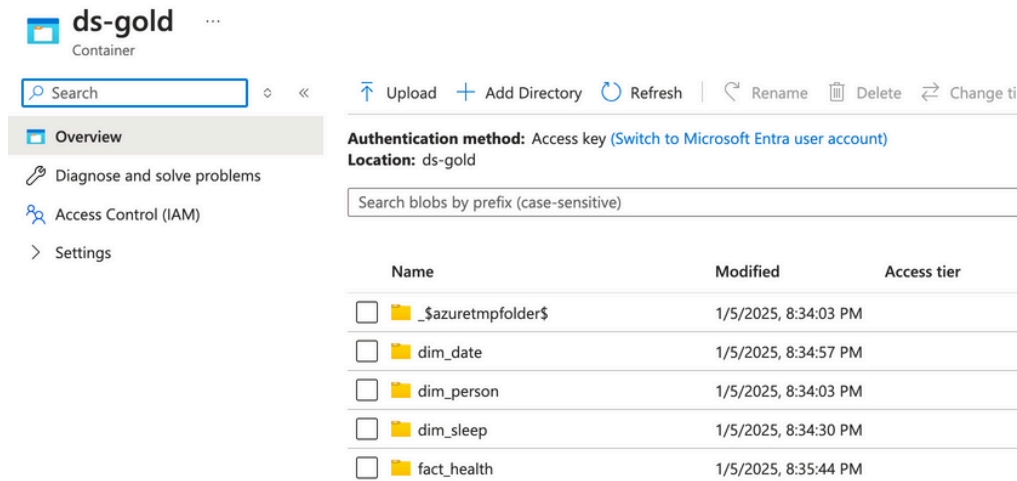 ds-gold ...
Container
Search
Overview
Diagnose and solve problems
Access Control (IAM)
Settings
Upload Add Directory Refresh Rename Delete Change ti
Authentication method: Access key (Switch to Microsoft Entra user account)
Location: ds-gold
Search blobs by prefix (case-sensitive)
Name Modified Access tier
_$azuretmpfolder$ 1/5/2025, 8:34:03 PM
dim_date 1/5/2025, 8:34:57 PM
dim_person 1/5/2025, 8:34:03 PM
dim_sleep 1/5/2025, 8:34:30 PM
fact_health 1/5/2025, 8:35:44 PM